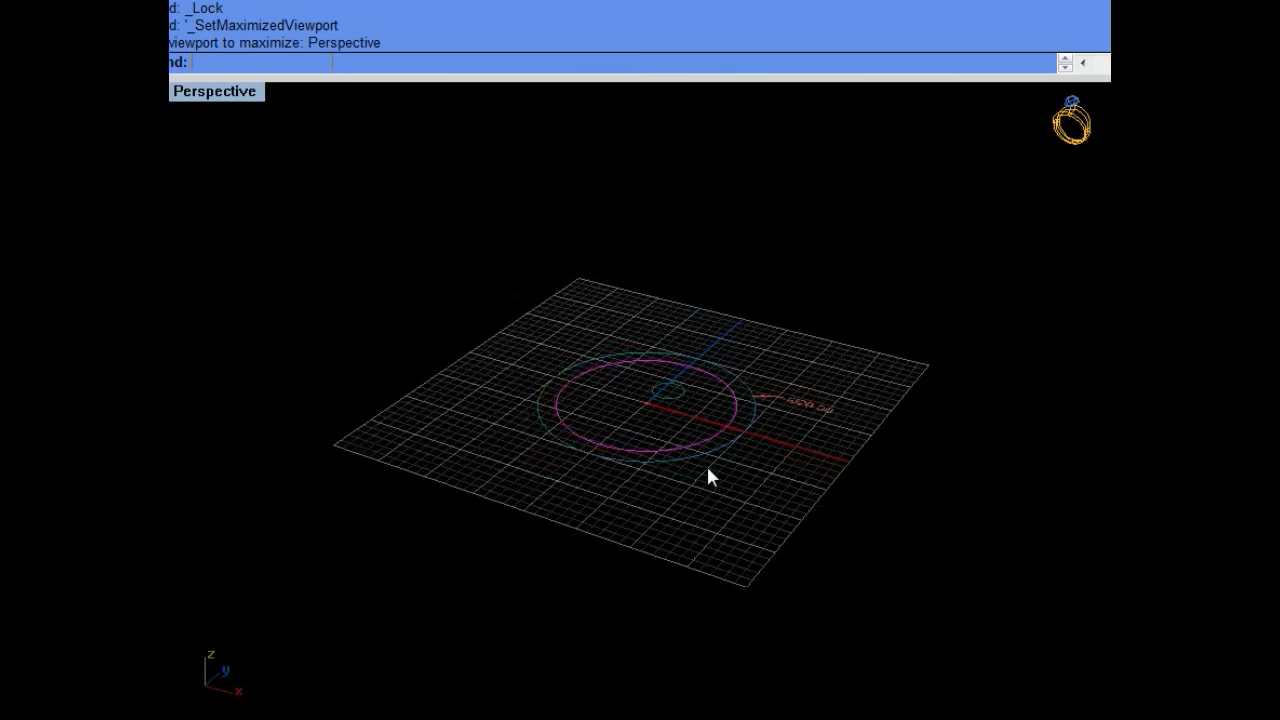 d: _Lock
d: '_SetMaximizedViewport
viewport to maximize: Perspective
nd:
Perspective
z
y
x